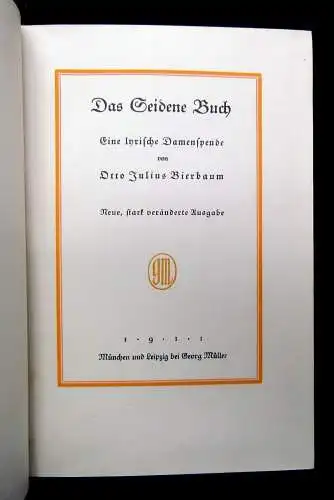 Das Seidene Buch
Eine lyrische Damenspende
von
Otto Julius Bierbaum
Neue, stark veränderte Ausgabe
GM
1 · 9 · 1 · 1
München und Leipzig bei Georg Müller